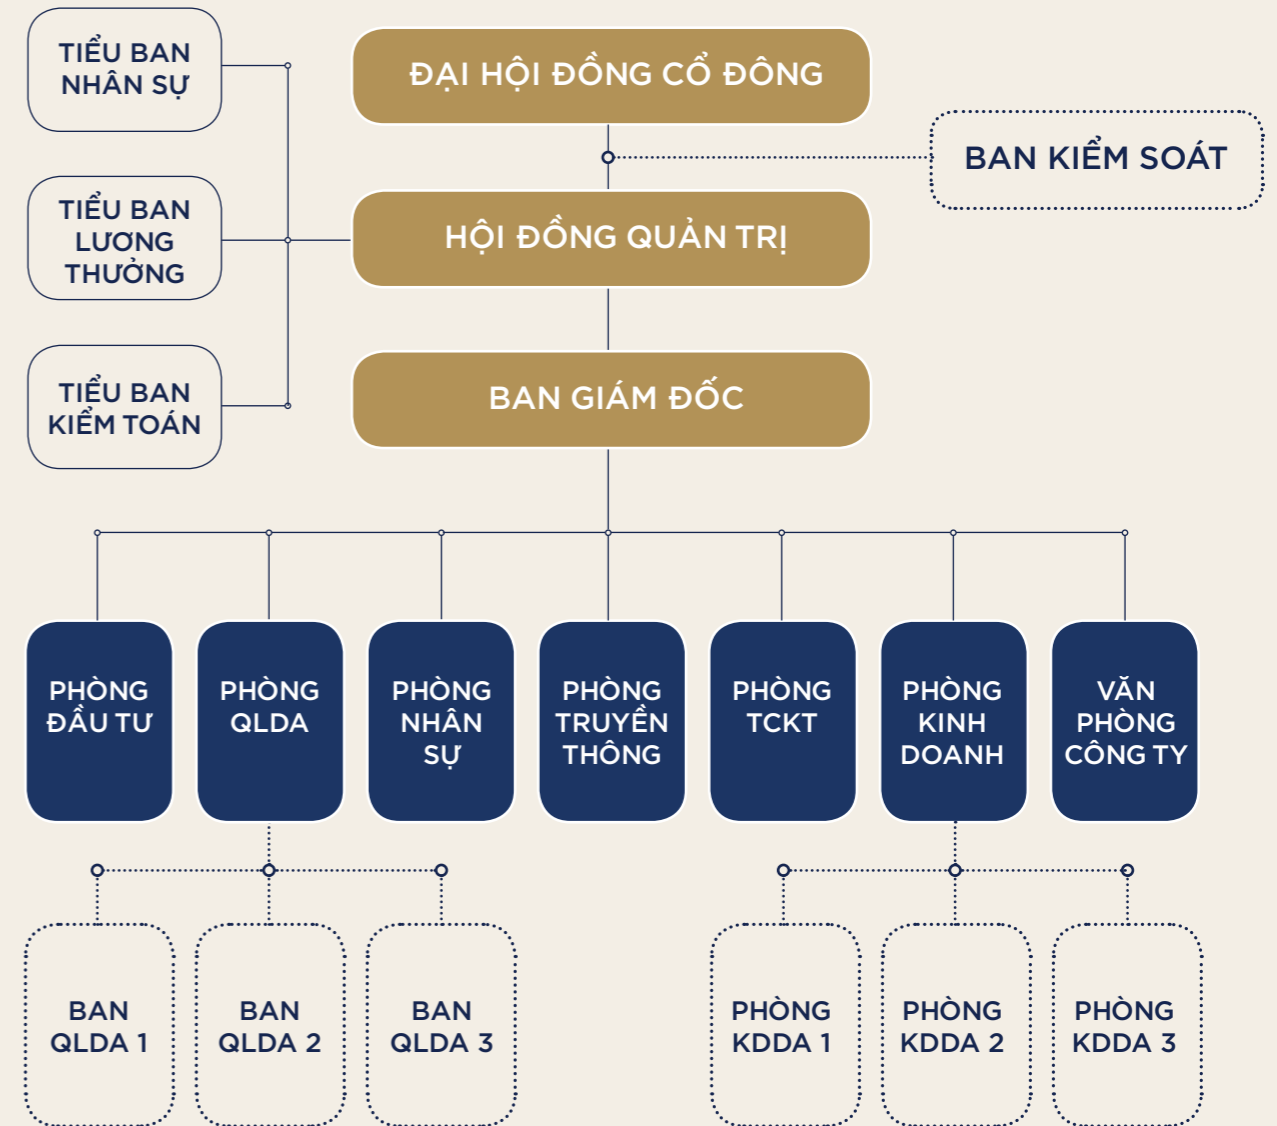 TIỂU BAN
NHÂN SỰ
ĐẠI HỘI ĐỒNG CỔ ĐÔNG
BAN KIỂM SOÁT
TIỂU BAN
LƯƠNG
THƯỞNG
HỘI ĐỒNG QUẢN TRỊ
TIỂU BAN
KIỂM TOÁN
BAN GIÁM ĐỐC
PHÒNG
ĐẦU TƯ
PHÒNG
QLDA
PHÒNG
NHÂN
SỰ
PHÒNG
TRUYỀN
THÔNG
PHÒNG
TCKT
PHÒNG
KINH
DOANH
VĂN
PHÒNG
CÔNG TY
BAN
QLDA 1
BAN
QLDA 2
BAN
QLDA 3
PHÒNG
KDDA 1
PHÒNG
KDDA 2
PHÒNG
KDDA 3